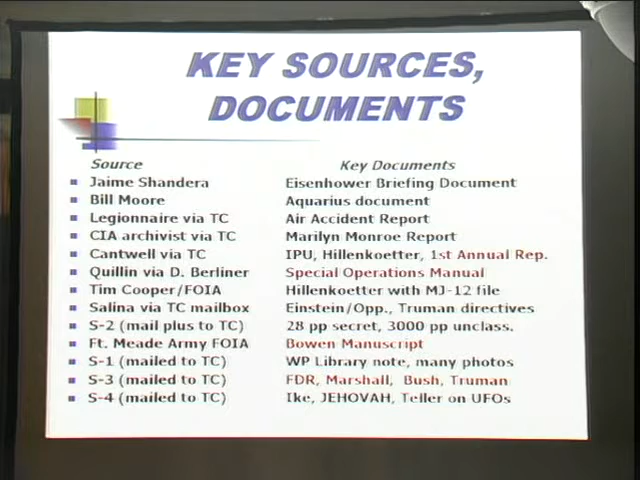 KEY SOURCES,
DOCUMENTS
Source Key Documents
Jaime Shandera Eisenhower Briefing Document
Bill Moore Aquarius document
Legionnaire via TC Air Accident Report
CIA archivist via TC Marilyn Monroe Report
Cantwell via TC IPU, Hillenkoetter, 1st Annual Rep.
Quillin via D. Berliner Special Operations Manual
Tim Cooper/FOIA Hillenkoetter with MJ-12 file
Salina via TC mailbox Einstein/Opp., Truman directives
S-2 (mail plus to TC) 28 pp secret, 3000 pp unclass.
Ft. Meade Army FOIA Bowen Manuscript
S-1 (mailed to TC) WP Library note, many photos
S-3 (mailed to TC) FDR, Marshall, Bush, Truman
S-4 (mailed to TC) Ike, JEHOVAH, Teller on UFOs